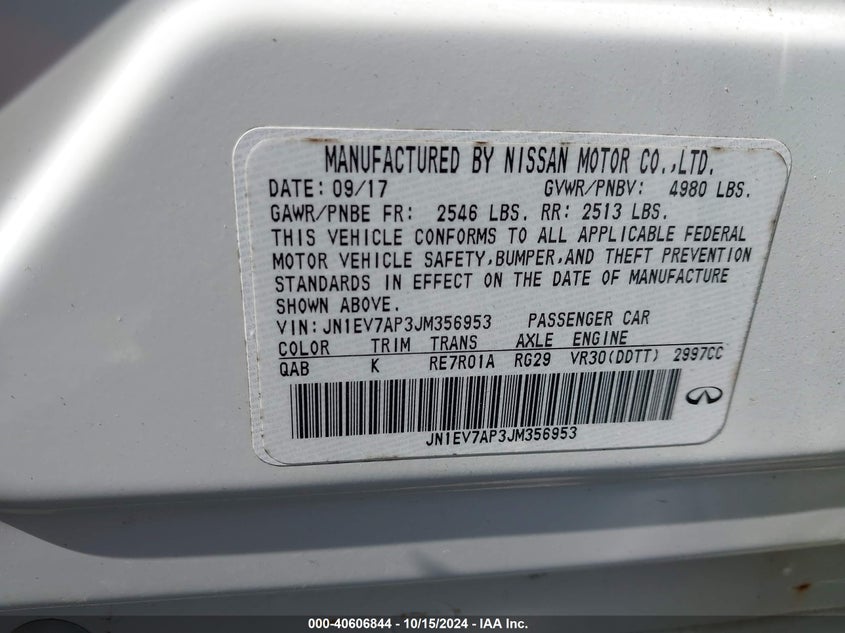 MANUFACTURED BY NISSAN MOTOR CO.,LTD.
DATE: 09/17 GVWR/PNBV: 4980 LBS.
GAWR/PNBE FR: 2546 LBS. RR: 2513 LBS.
THIS VEHICLE CONFORMS TO ALL APPLICABLE FEDERAL
MOTOR VEHICLE SAFETY,BUMPER,AND THEFT PREVENTION
STANDARDS IN EFFECT ON THE DATE OF MANUFACTURE
SHOWN ABOVE.
VIN:JN1EV7AP3JM356953 PASSENGER CAR
COLOR TRIM TRANS AXLE ENGINE
QAB K RE7R01A RG29 VR30(DDTT) 2997CC
JN1EV7AP3JM356953
000-40606844 - 10/15/2024 - IAA Inc.